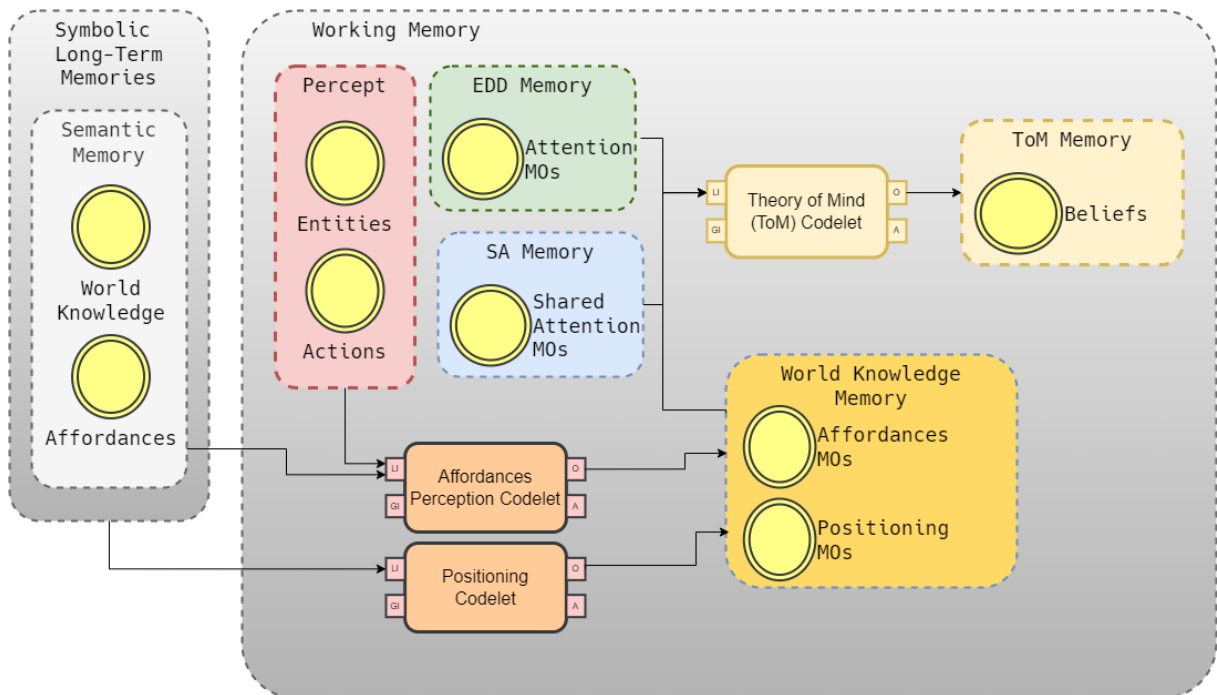 Symbolic
Long-Term
Memories
Semantic
Memory
World
Knowledge
Affordances
Working Memory
Percept
Entities
Actions
EDD Memory
Attention
MOs
SA Memory
Shared
Attention
MOs
LI
GI
Theory of Mind
(ToM) Codelet
O
A
ToM Memory
Beliefs
World Knowledge
Memory
Affordances
MOs
Positioning
MOs
LI
GI
Affordances
Perception Codelet
O
A
LI
GI
Positioning
Codelet
O
A